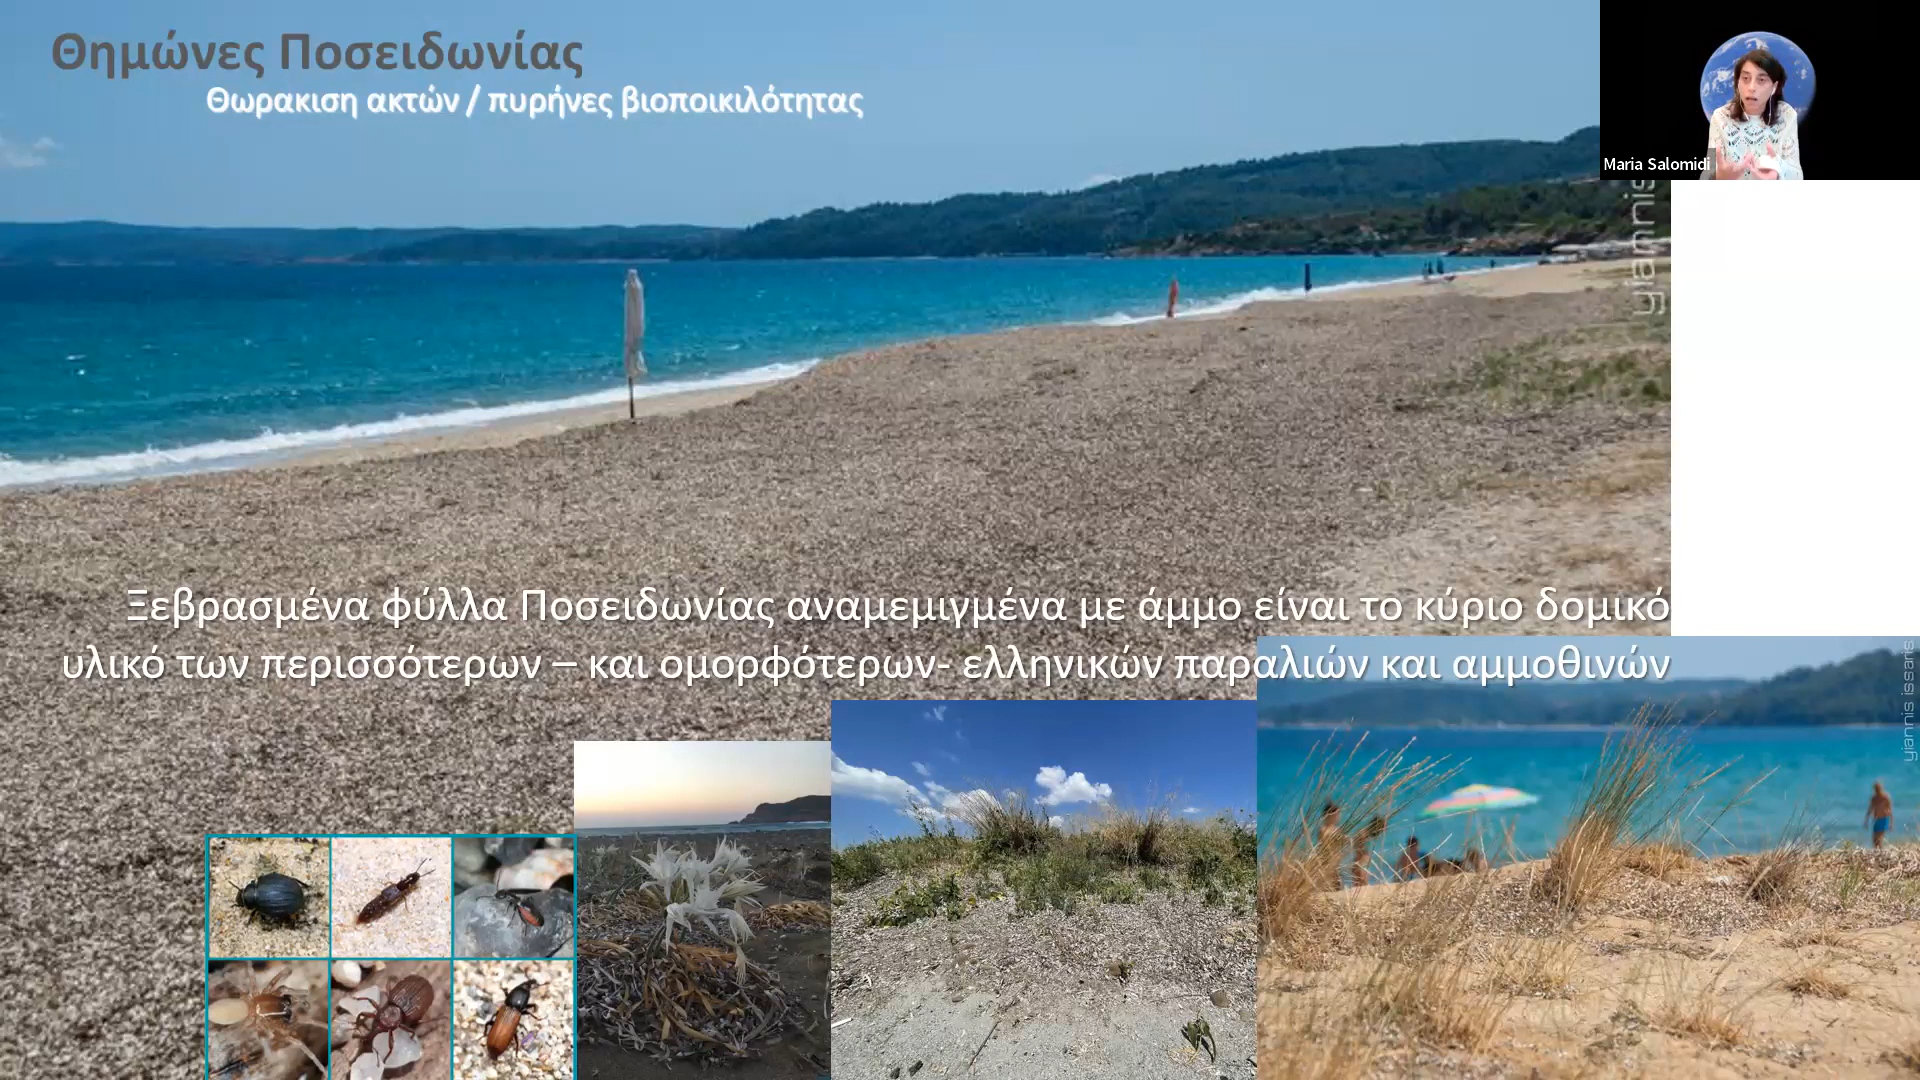 Θημώνες Ποσειδωνίας
Θωρακιση ακτών / πυρήνες βιοποικιλότητας
Maria Salomidi
yiannis
Ξεβρασμένα φύλλα Ποσειδωνίας αναμεμιγμένα με άμμο είναι το κύριο δομικό
υλικό των περισσότερων – και ομορφότερων- ελληνικών παραλιών και αμμοθινών
yiannis issaris